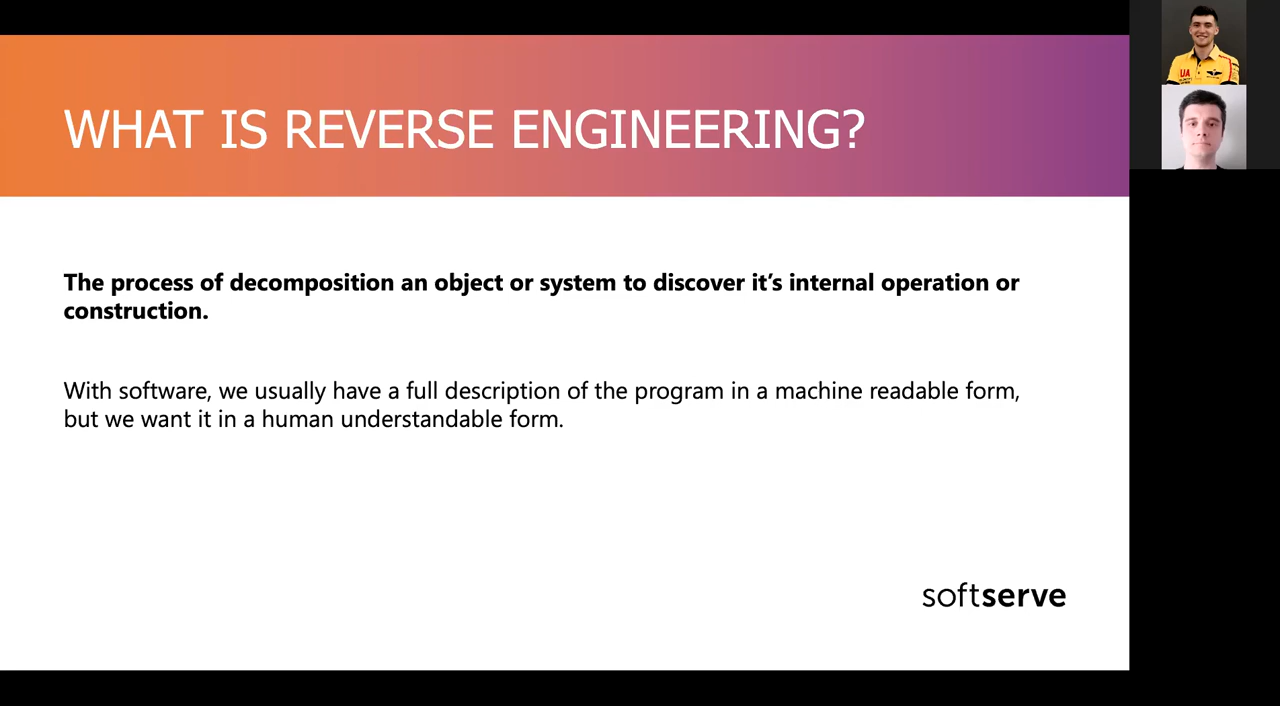 WHAT IS REVERSE ENGINEERING?
The process of decomposition an object or system to discover it’s internal operation or
construction.
With software, we usually have a full description of the program in a machine readable form,
but we want it in a human understandable form.
softserve
UA